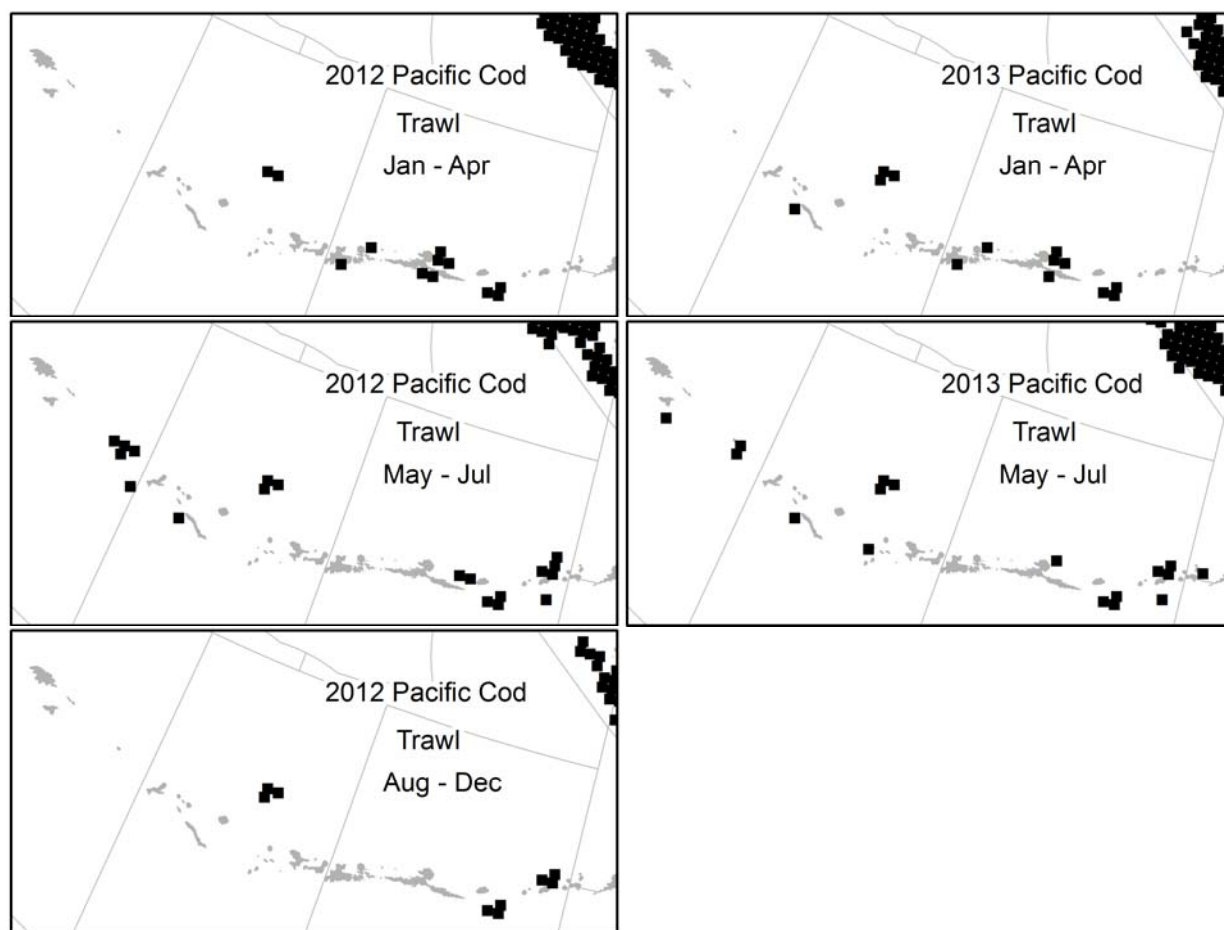 2012 Pacific Cod
Trawl
Jan - Apr
2013 Pacific Cod
Trawl
Jan - Apr
2012 Pacific Cod
Trawl
May - Jul
2013 Pacific Cod
Trawl
May - Jul
2012 Pacific Cod
Trawl
Aug - Dec